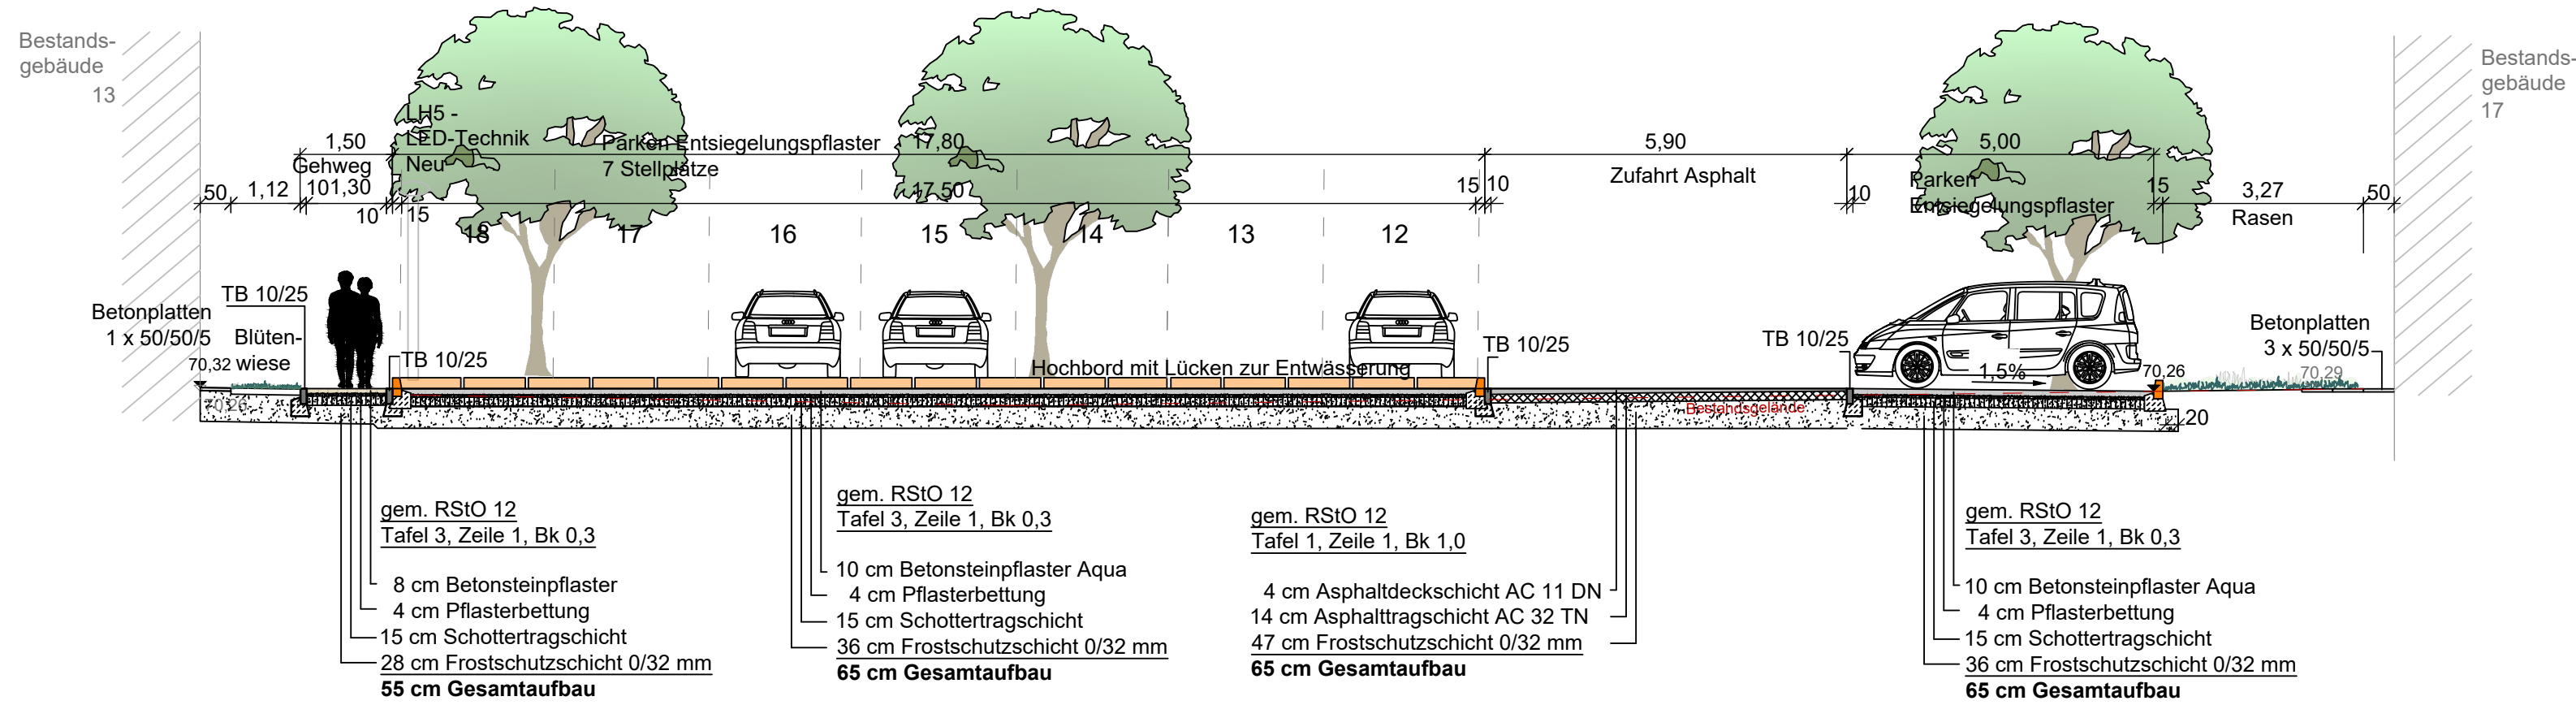 Bestands-
gebäude
13
Bestands-
gebäude
17
LH5 -
LED-Technik
Neu
1,50
Gehweg
Parken Entsiegelungspflaster
7 Stellplätze
17,80
5,90
Zufahrt Asphalt
5,00
Parken
Entsiegelungspflaster
50
1,12
10
1,30
10
15
17,50
15
10
10
15
3,27
50
Rasen
18
17
16
15
14
13
12
Betonplatten
1 x 50/50/5
TB 10/25
Blüten-
wiese
70,32
70,26
TB 10/25
Hochbord mit Lücken zur Entwässerung
TB 10/25
Bestandsgelände
TB 10/25
1,5%
70,26
Betonplatten
3 x 50/50/5
70,29
20
gem. RStO 12
Tafel 3, Zeile 1, Bk 0,3
8 cm Betonsteinpflaster
4 cm Pflasterbettung
15 cm Schottertragschicht
28 cm Frostschutzschicht 0/32 mm
55 cm Gesamtaufbau
gem. RStO 12
Tafel 3, Zeile 1, Bk 0,3
10 cm Betonsteinpflaster Aqua
4 cm Pflasterbettung
15 cm Schottertragschicht
36 cm Frostschutzschicht 0/32 mm
65 cm Gesamtaufbau
gem. RStO 12
Tafel 1, Zeile 1, Bk 1,0
4 cm Asphaltdeckschicht AC 11 DN
14 cm Asphalttragschicht AC 32 TN
47 cm Frostschutzschicht 0/32 mm
65 cm Gesamtaufbau
gem. RStO 12
Tafel 3, Zeile 1, Bk 0,3
10 cm Betonsteinpflaster Aqua
4 cm Pflasterbettung
15 cm Schottertragschicht
36 cm Frostschutzschicht 0/32 mm
65 cm Gesamtaufbau